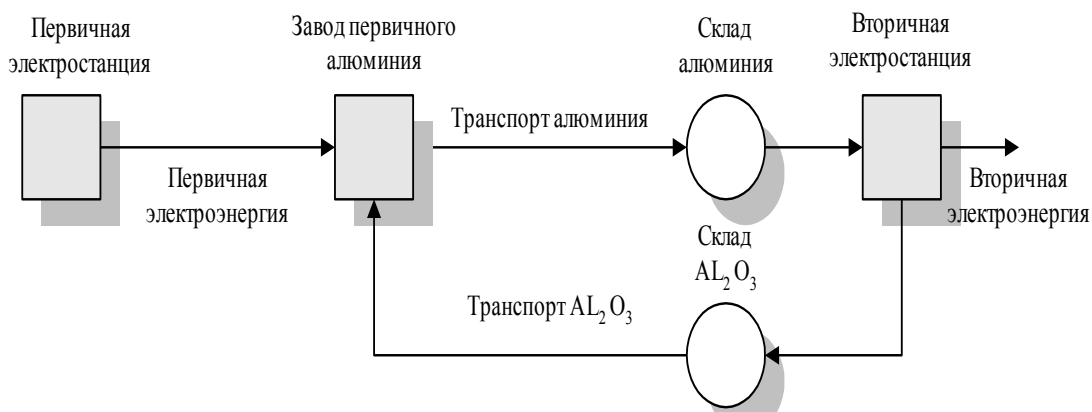 Первичная
электростанция
Завод первичного
алюминия
Склад
алюминия
Вторичная
электростанция
Транспорт алюминия
Первичная
электроэнергия
Вторичная
электроэнергия
Склад
AL₂O₃
Транспорт AL₂O₃